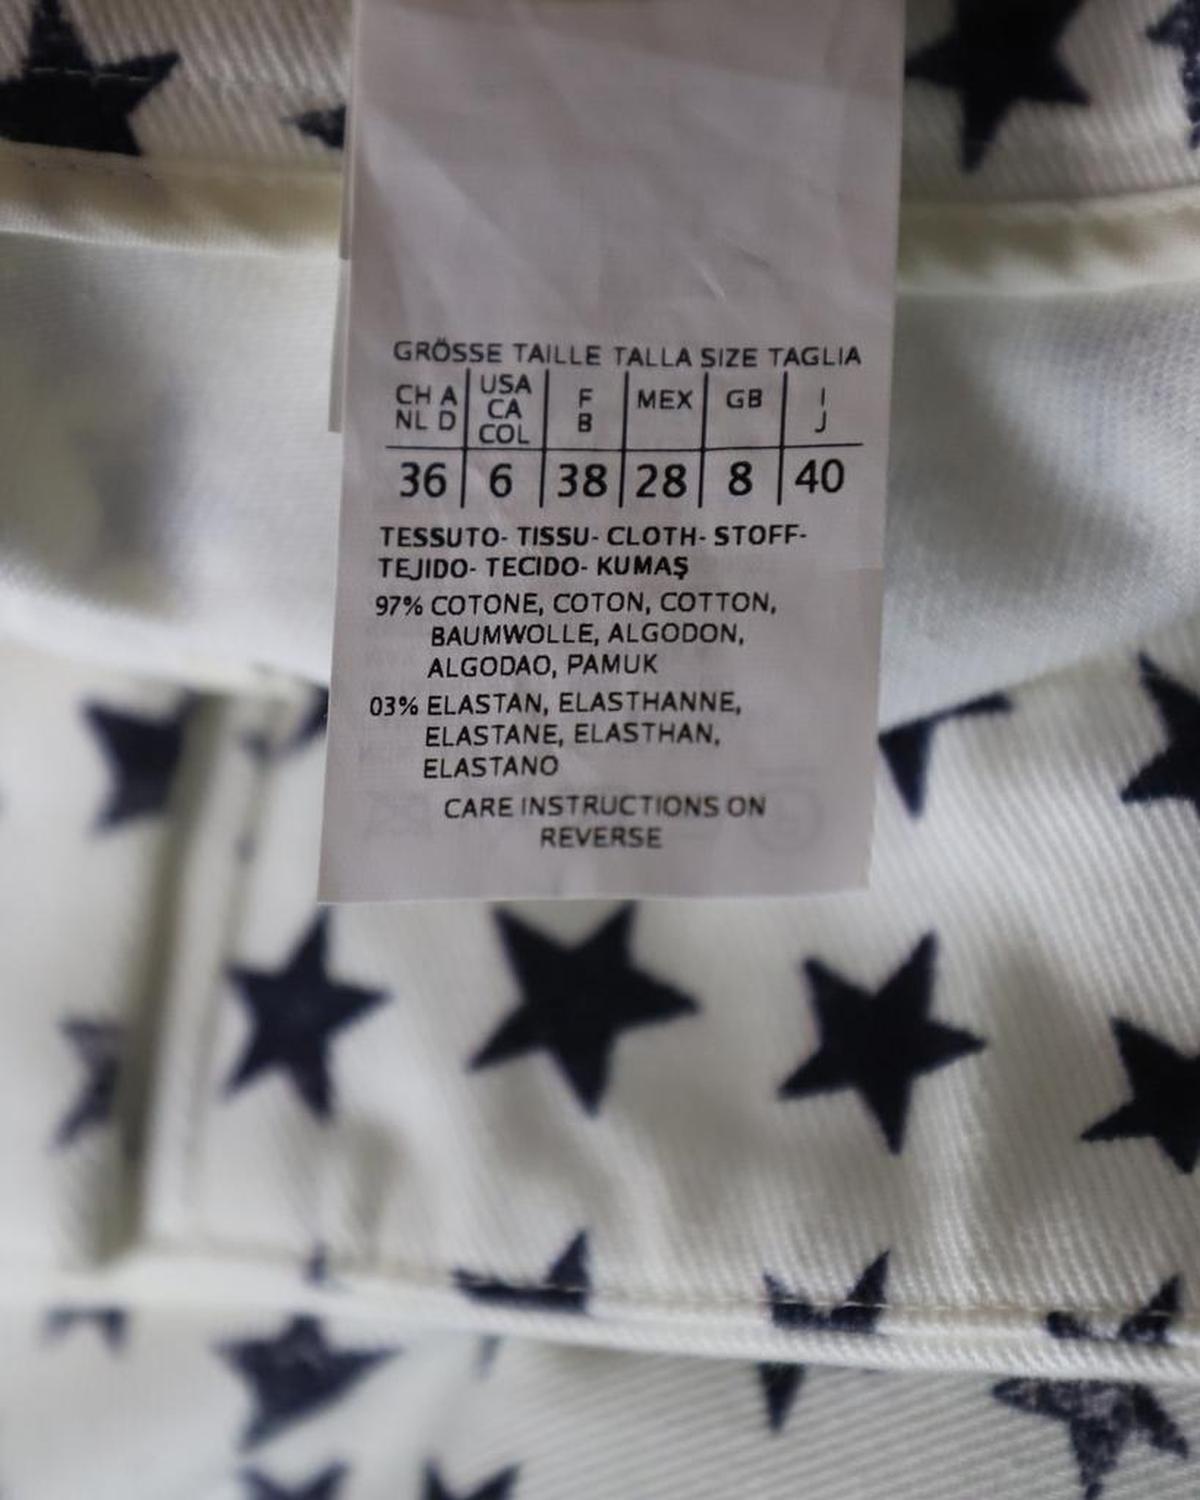 GRÖSSE TAILLE TALLA SIZE TAGLIA
CH A NL D | USA CA COL | F B | MEX | GB | I J
36 | 6 | 38 | 28 | 8 | 40
TESSUTO- TISSU- CLOTH- STOFF-
TEJIDO- TECIDO- KUMAŞ
97% COTONE, COTON, COTTON,
BAUMWOLLE, ALGODON,
ALGODAO, PAMUK
03% ELASTAN, ELASTHANNE,
ELASTANE, ELASTHAN,
ELASTANO
CARE INSTRUCTIONS ON
REVERSE